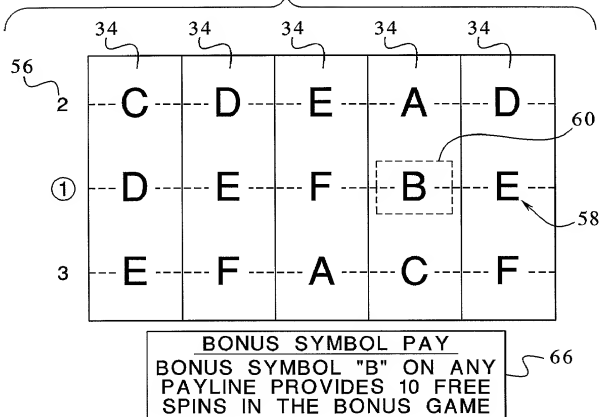 34 34 34 34 34
56
2 C D E A D
60
1 D E F B E
58
3 E F A C F
BONUS SYMBOL PAY
66
BONUS SYMBOL "B" ON ANY
PAYLINE PROVIDES 10 FREE
SPINS IN THE BONUS GAME